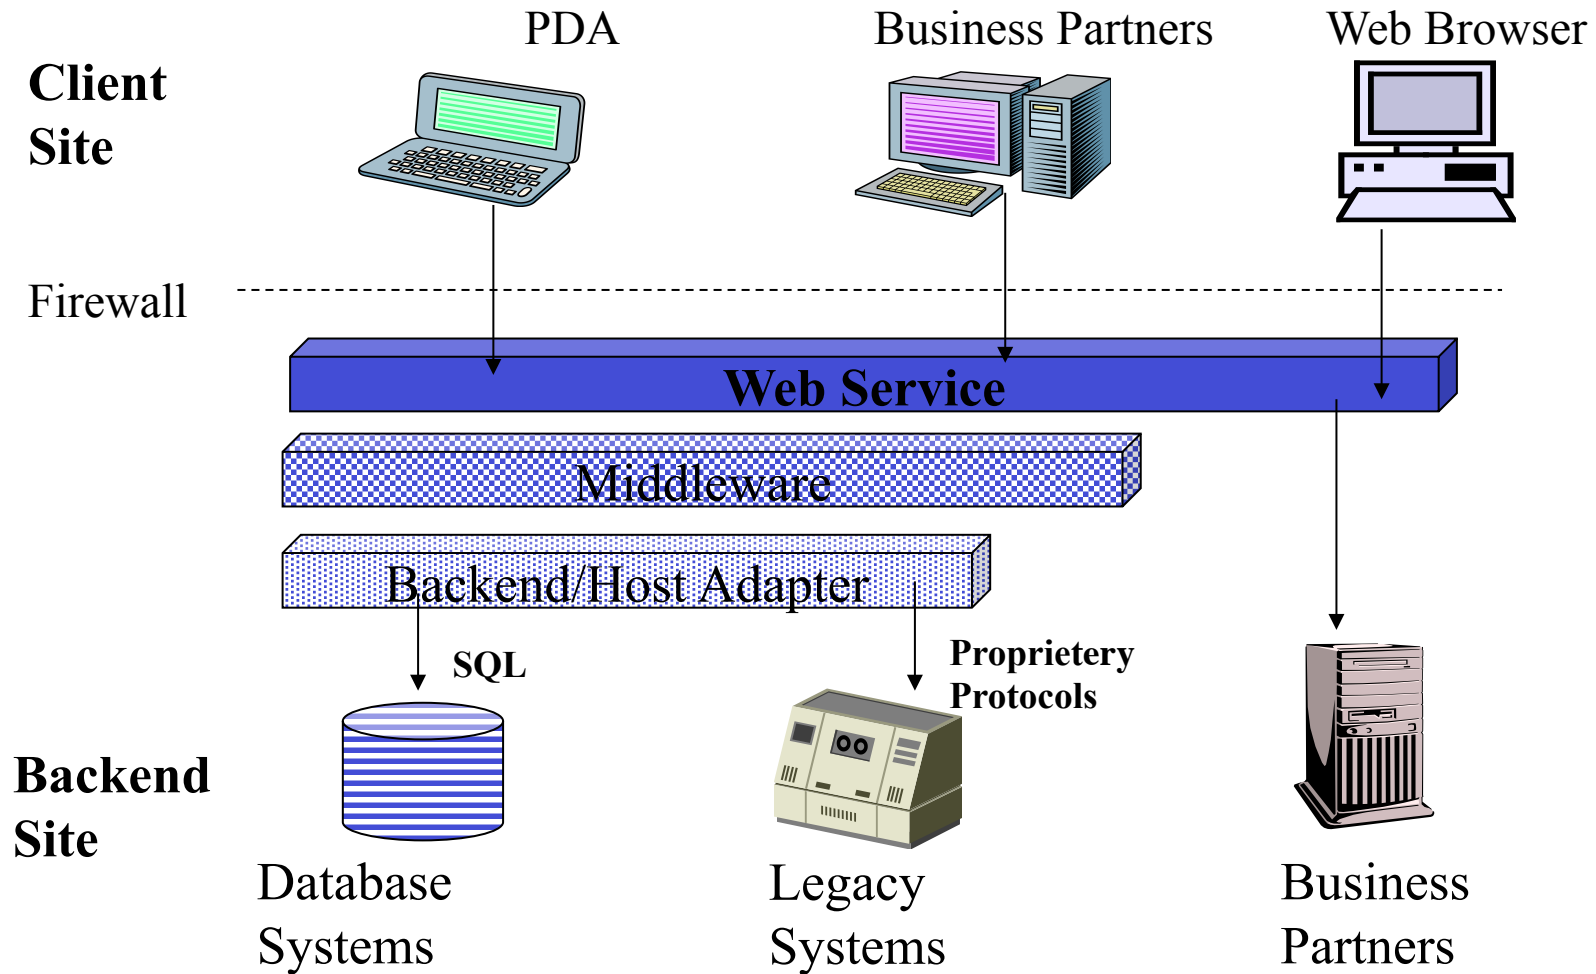 PDA
Business Partners
Web Browser
Client
Site
Firewall
Web Service
Middleware
Backend/Host Adapter
SQL
Proprietery
Protocols
Backend
Site
Database
Systems
Legacy
Systems
Business
Partners